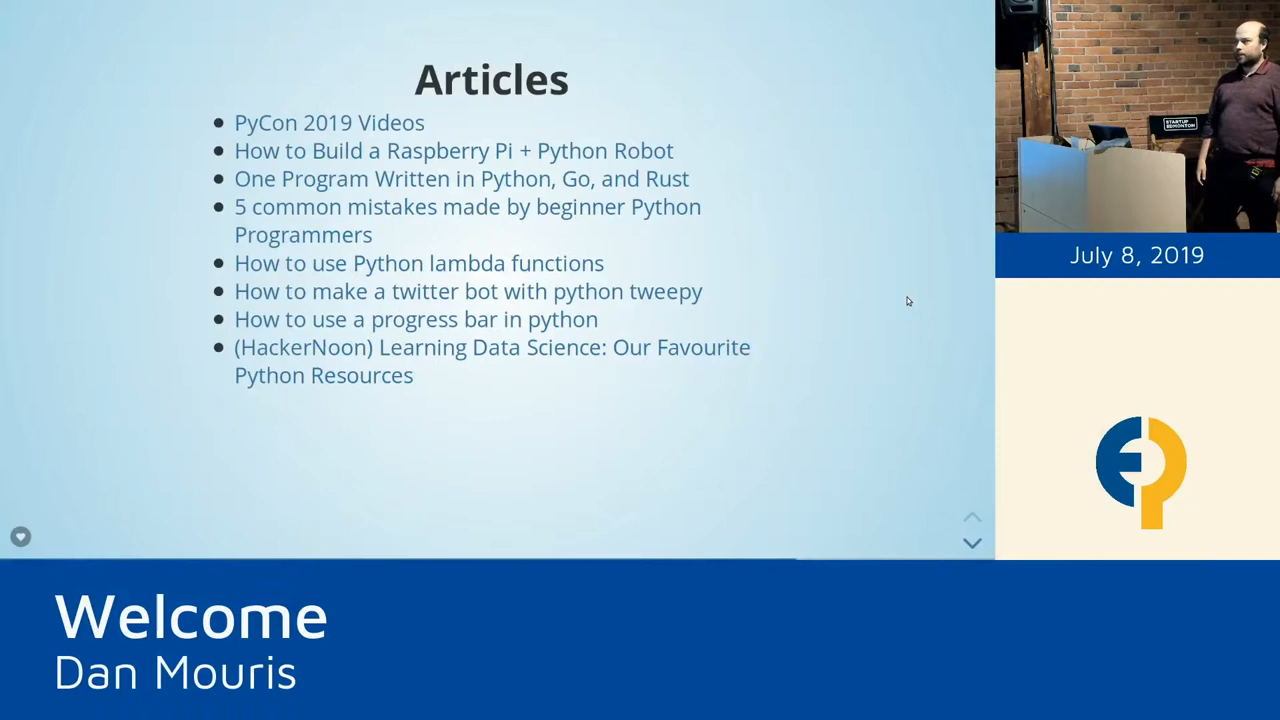 Articles
PyCon 2019 Videos
How to Build a Raspberry Pi + Python Robot
One Program Written in Python, Go, and Rust
5 common mistakes made by beginner Python
Programmers
How to use Python lambda functions
How to make a twitter bot with python tweepy
How to use a progress bar in python
(HackerNoon) Learning Data Science: Our Favourite
Python Resources
STARTUP
EDMONTON
July 8, 2019
Welcome
Dan Mouris